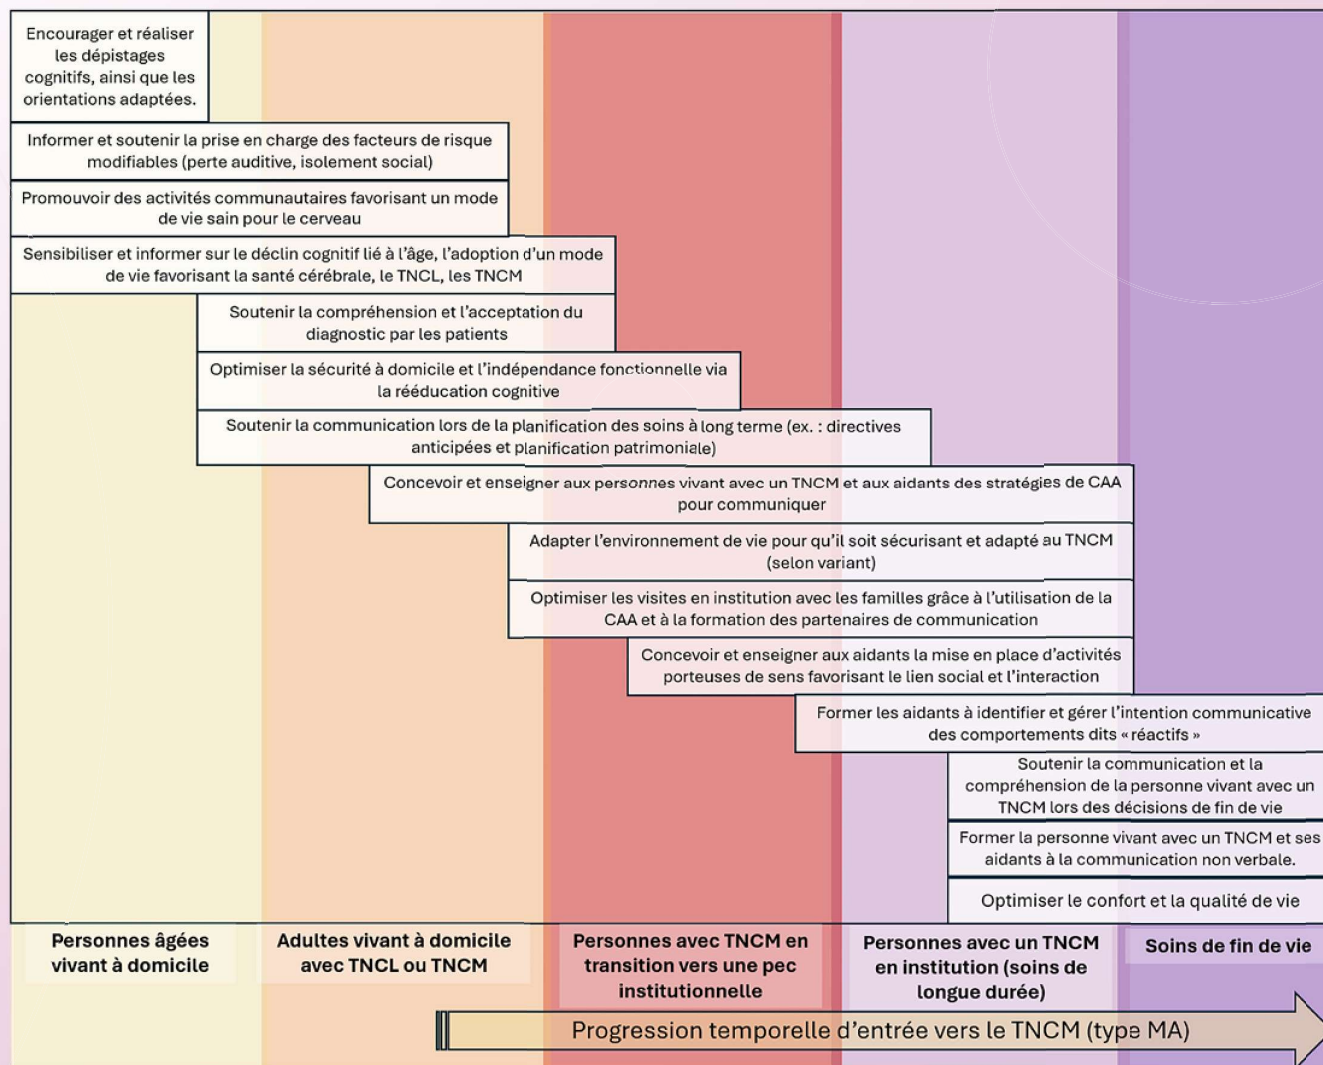 Encourager et réaliser
les dépistages
cognitifs, ainsi que les
orientations adaptées.
Informer et soutenir la prise en charge des facteurs de risque
modifiables (perte auditive, isolement social)
Promouvoir des activités communautaires favorisant un mode
de vie sain pour le cerveau
Sensibiliser et informer sur le déclin cognitif lié à l’âge, l’adoption d’un mode
de vie favorisant la santé cérébrale, le TNCL, les TNCM
Soutenir la compréhension et l’acceptation du
diagnostic par les patients
Optimiser la sécurité à domicile et l’indépendance fonctionnelle via
la rééducation cognitive
Soutenir la communication lors de la planification des soins à long terme (ex. : directives
anticipées et planification patrimoniale)
Concevoir et enseigner aux personnes vivant avec un TNCM et aux aidants des stratégies de CAA
pour communiquer
Adapter l’environnement de vie pour qu’il soit sécurisant et adapté au TNCM
(selon variant)
Optimiser les visites en institution avec les familles grâce à l’utilisation de la
CAA et à la formation des partenaires de communication
Concevoir et enseigner aux aidants la mise en place d’activités
porteuses de sens favorisant le lien social et l’interaction
Former les aidants à identifier et gérer l’intention communicative
des comportements dits « réactifs »
Soutenir la communication et la
compréhension de la personne vivant avec un
TNCM lors des décisions de fin de vie
Former la personne vivant avec un TNCM et ses
aidants à la communication non verbale.
Optimiser le confort et la qualité de vie
Personnes âgées
vivant à domicile
Adultes vivant à domicile
avec TNCL ou TNCM
Personnes avec TNCM en
transition vers une pec
institutionnelle
Personnes avec un TNCM
en institution (soins de
longue durée)
Soins de fin de vie
Progression temporelle d’entrée vers le TNCM (type MA)